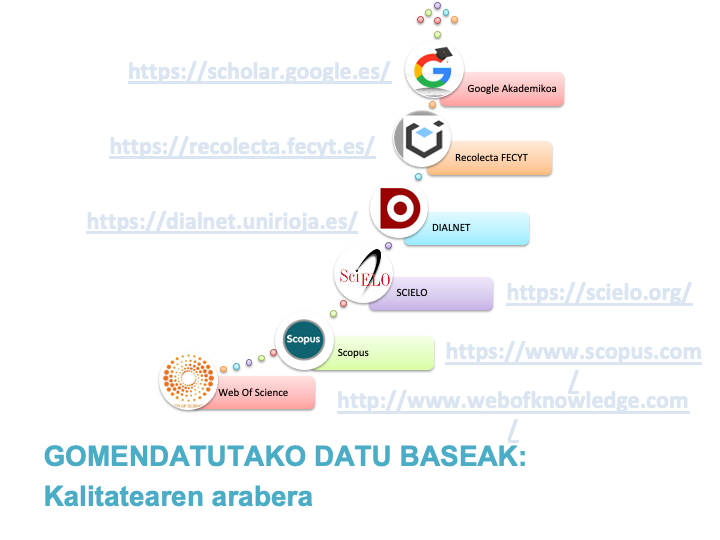 https://scholar.google.es/
Google Akademikoa
https://recolecta.fecyt.es/
Recolecta FECYT
https://dialnet.unirioja.es/
DIALNET
SciELO
SCIELO
https://scielo.org/
Scopus
Scopus
https://www.scopus.com
/
Web Of Science
http://www.webofknowledge.com
/
GOMENDATUTAKO DATU BASEAK:
Kalitatearen arabera